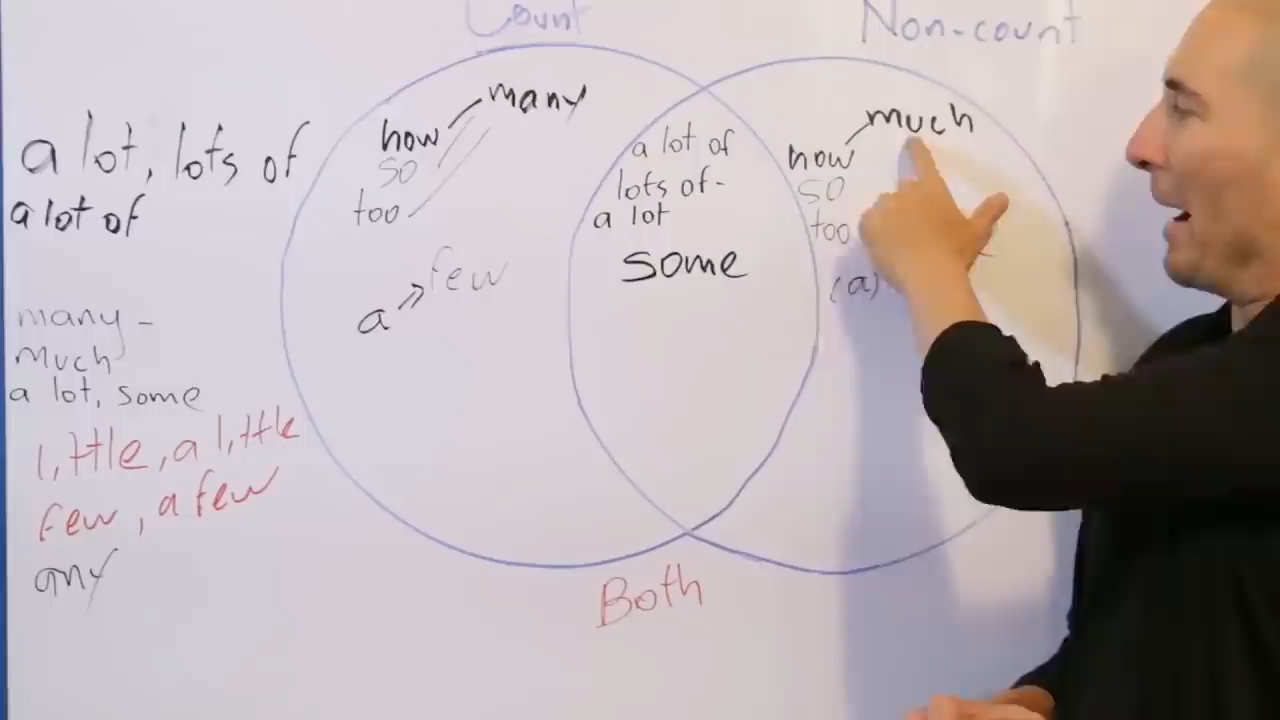 Count
Non-count
a lot, lots of
a lot of
many -
much
a lot, some
little, a little
few, a few
any
many
how
so
too
few
a
a lot of
lots of -
a lot
some
much
how
so
too
(a)
Both